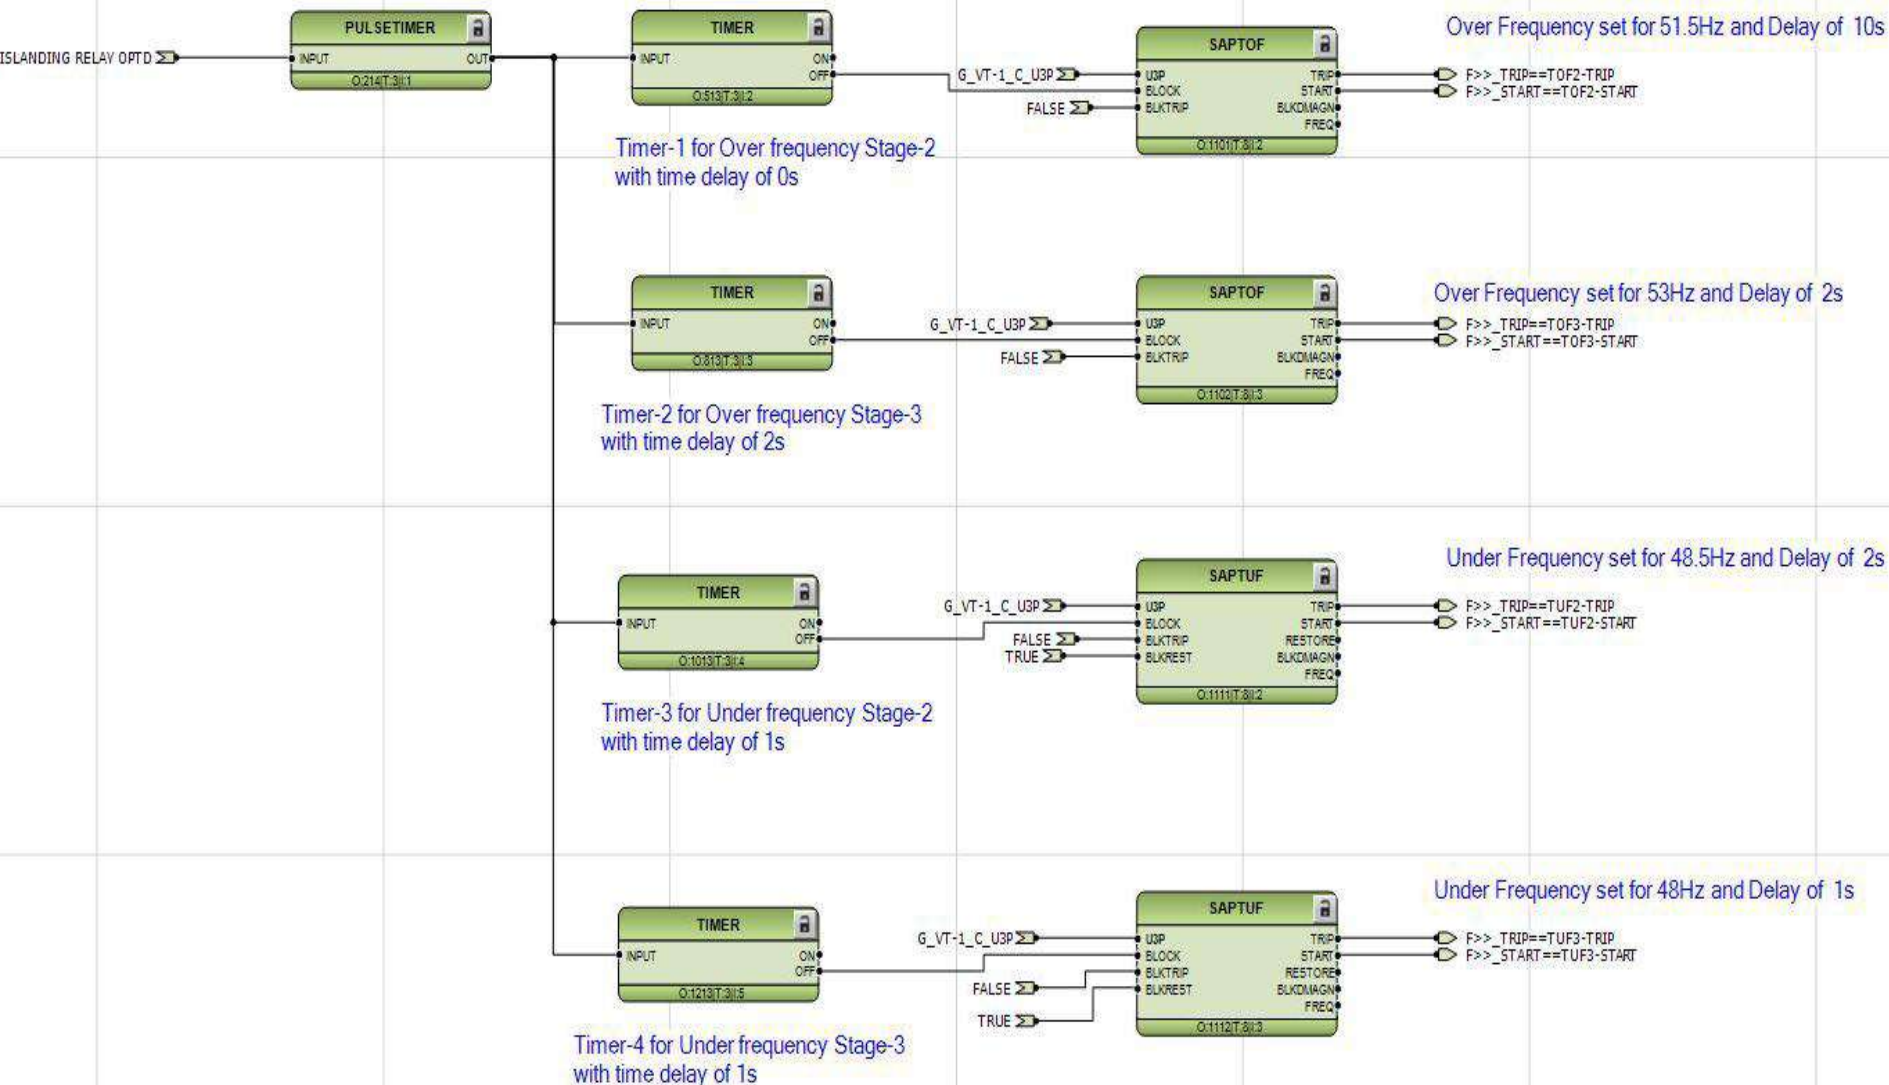 Over Frequency set for 51.5Hz and Delay of 10s
PULSETIMER
TIMER
SAPTOF
ISLANDING RELAY OPTD
INPUT
OUT
O:214|T:3|I:1
INPUT
ON
OFF
O:513|T:3|I:2
G_VT-1_C_U3P
FALSE
U3P
BLOCK
BLKTRIP
TRIP
START
BLKDMAGN
FREQ
O:1101|T:8|I:2
F>>_TRIP==TOF2-TRIP
F>>_START==TOF2-START
Timer-1 for Over frequency Stage-2
with time delay of 0s
TIMER
INPUT
ON
OFF
O:813|T:3|I:3
G_VT-1_C_U3P
FALSE
SAPTOF
U3P
BLOCK
BLKTRIP
TRIP
START
BLKDMAGN
FREQ
O:1102|T:8|I:3
Over Frequency set for 53Hz and Delay of 2s
F>>_TRIP==TOF3-TRIP
F>>_START==TOF3-START
Timer-2 for Over frequency Stage-3
with time delay of 2s
Under Frequency set for 48.5Hz and Delay of 2s
TIMER
INPUT
ON
OFF
O:1013|T:3|I:4
G_VT-1_C_U3P
FALSE
TRUE
SAPTUF
U3P
BLOCK
BLKTRIP
BLKREST
TRIP
START
RESTORE
BLKDMAGN
FREQ
O:1111|T:8|I:2
F>>_TRIP==TUF2-TRIP
F>>_START==TUF2-START
Timer-3 for Under frequency Stage-2
with time delay of 1s
Under Frequency set for 48Hz and Delay of 1s
TIMER
INPUT
ON
OFF
O:1213|T:3|I:5
G_VT-1_C_U3P
FALSE
TRUE
SAPTUF
U3P
BLOCK
BLKTRIP
BLKREST
TRIP
START
RESTORE
BLKDMAGN
FREQ
O:1112|T:8|I:3
F>>_TRIP==TUF3-TRIP
F>>_START==TUF3-START
Timer-4 for Under frequency Stage-3
with time delay of 1s